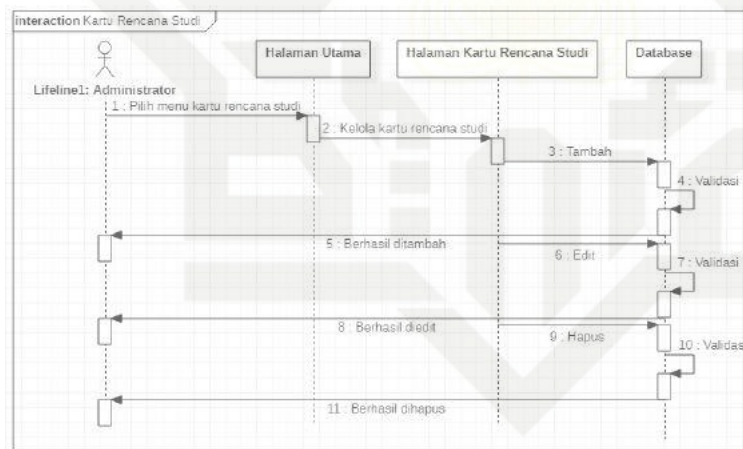 interaction Kartu Rencana Studi
Halaman Utama
Halaman Kartu Rencana Studi
Database
Lifeline1: Administrator
1 : Pilih menu kartu rencana studi
2 : Kelola kartu rencana studi
3 : Tambah
4 : Validasi
5 : Berhasil ditambah
6 : Edit
7 : Validasi
8 : Berhasil diedit
9 : Hapus
10 : Validas
11 : Berhasil dihapus